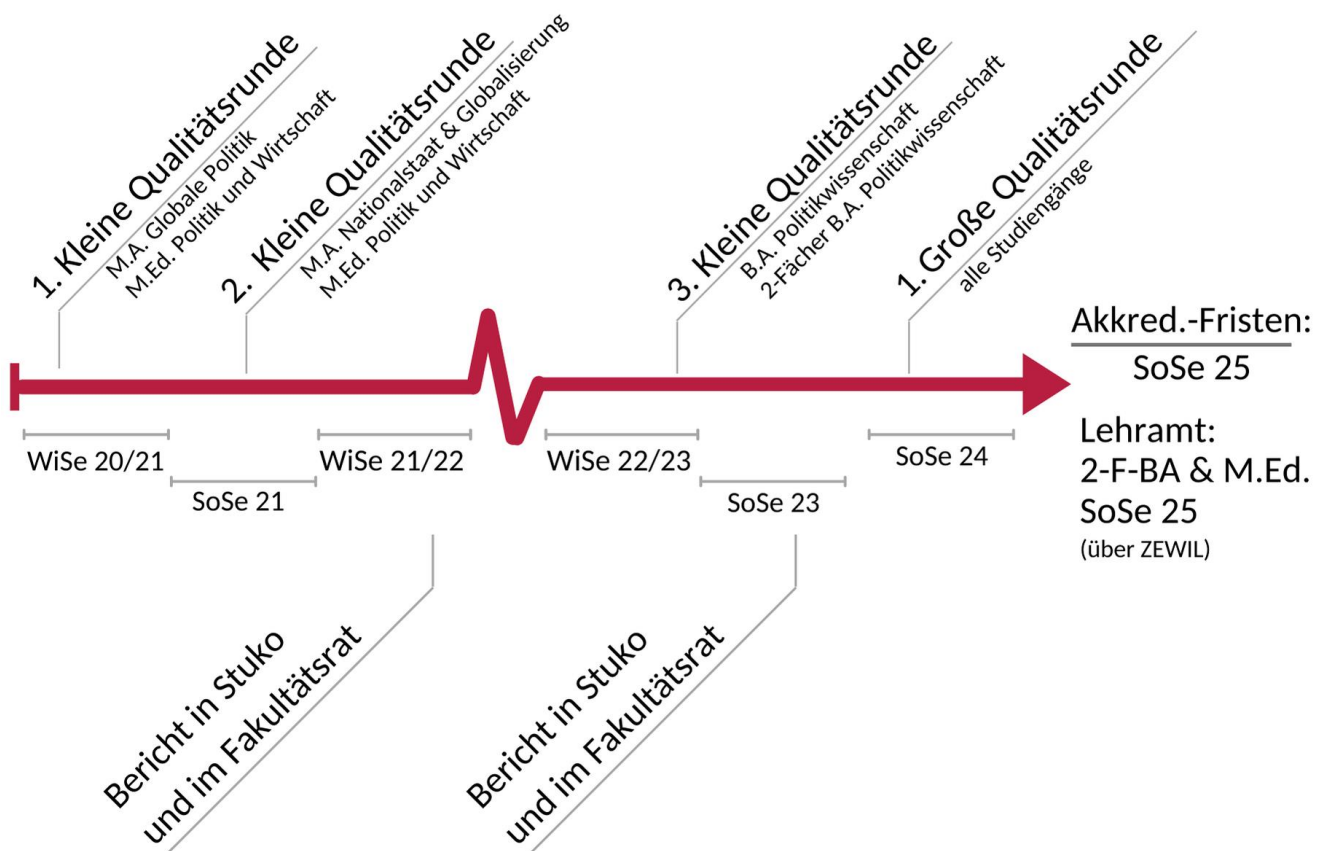 1. Kleine Qualitätsrunde
M.A. Globale Politik
M.Ed. Politik und Wirtschaft
2. Kleine Qualitätsrunde
M.A. Nationalstaat & Globalisierung
M.Ed. Politik und Wirtschaft
3. Kleine Qualitätsrunde
B.A. Politikwissenschaft
2-Fächer B.A. Politikwissenschaft
1. Große Qualitätsrunde
alle Studiengänge
Akkred.-Fristen:
SoSe 25
Lehramt:
2-F-BA & M.Ed.
SoSe 25
(über ZEWIL)
WiSe 20/21
SoSe 21
WiSe 21/22
WiSe 22/23
SoSe 23
SoSe 24
Bericht in Stuko
und im Fakultätsrat
Bericht in Stuko
und im Fakultätsrat